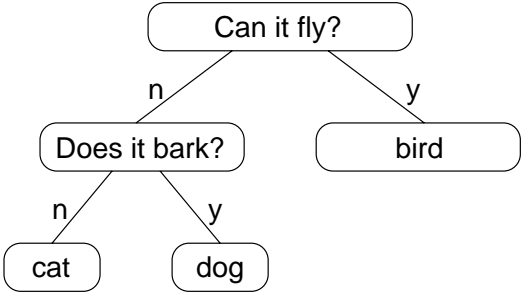 Can it fly?
n
y
Does it bark?
bird
n
y
cat
dog